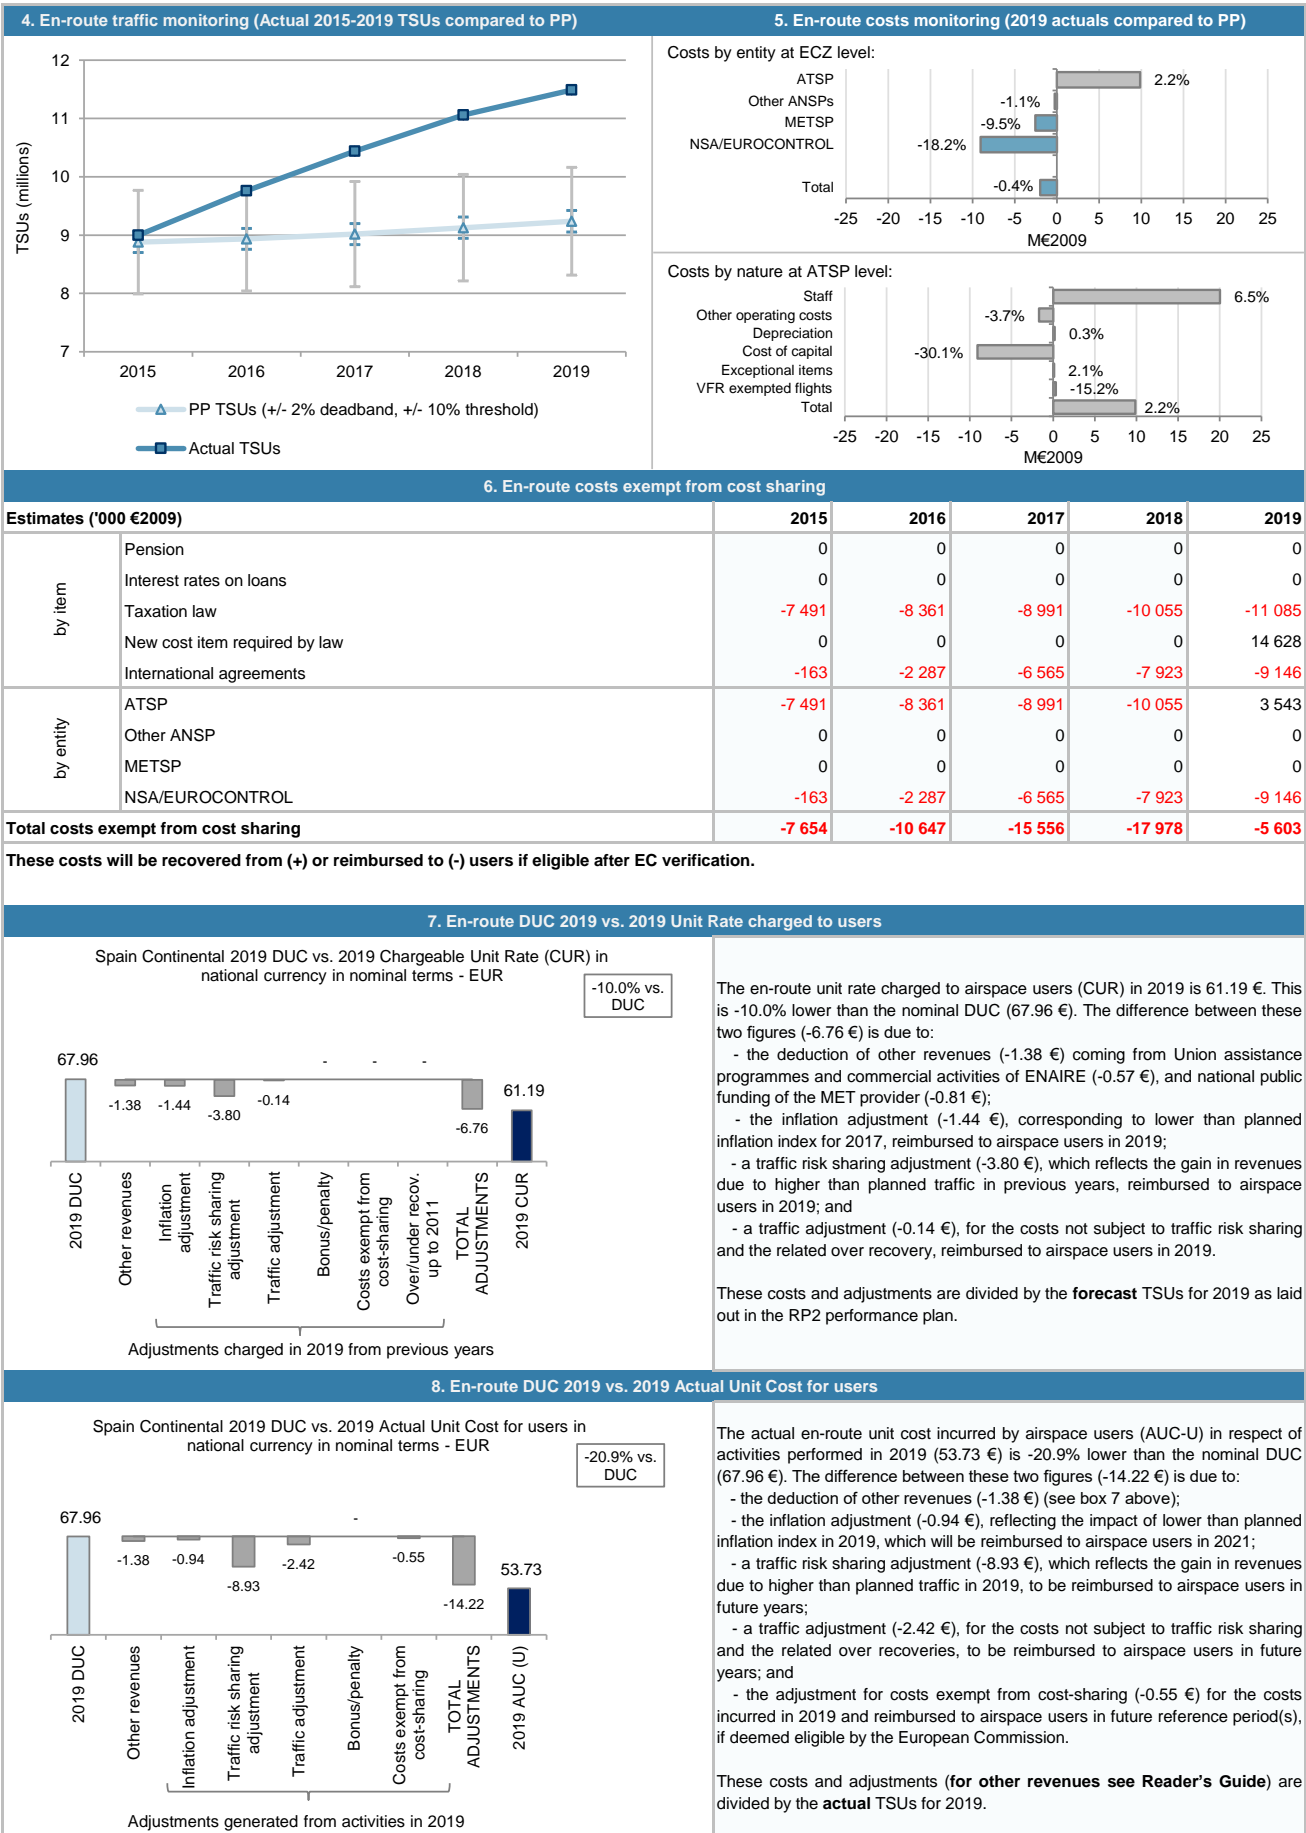 4. En-route traffic monitoring (Actual 2015-2019 TSUs compared to PP)
12
11
10
9
8
7
TSUs (millions)
2015 2016 2017 2018 2019
PP TSUs (+/- 2% deadband, +/- 10% threshold)
Actual TSUs
5. En-route costs monitoring (2019 actuals compared to PP)
Costs by entity at ECZ level:
ATSP 2.2%
Other ANSPs -1.1%
METSP -9.5%
NSA/EUROCONTROL -18.2%
Total -0.4%
-25 -20 -15 -10 -5 0 5 10 15 20 25
M€2009
Costs by nature at ATSP level:
Staff 6.5%
Other operating costs -3.7%
Depreciation 0.3%
Cost of capital -30.1%
Exceptional items 2.1%
VFR exempted flights -15.2%
Total 2.2%
-25 -20 -15 -10 -5 0 5 10 15 20 25
M€2009
6. En-route costs exempt from cost sharing
Estimates ('000 €2009) 2015 2016 2017 2018 2019
by item
Pension 0 0 0 0 0
Interest rates on loans 0 0 0 0 0
Taxation law -7 491 -8 361 -8 991 -10 055 -11 085
New cost item required by law 0 0 0 0 14 628
International agreements -163 -2 287 -6 565 -7 923 -9 146
by entity
ATSP -7 491 -8 361 -8 991 -10 055 3 543
Other ANSP 0 0 0 0 0
METSP 0 0 0 0 0
NSA/EUROCONTROL -163 -2 287 -6 565 -7 923 -9 146
Total costs exempt from cost sharing -7 654 -10 647 -15 556 -17 978 -5 603
These costs will be recovered from (+) or reimbursed to (-) users if eligible after EC verification.
7. En-route DUC 2019 vs. 2019 Unit Rate charged to users
Spain Continental 2019 DUC vs. 2019 Chargeable Unit Rate (CUR) in
national currency in nominal terms - EUR
-10.0% vs.
DUC
67.96
-1.38
-1.44
-3.80
-0.14
-
-
-
-6.76
61.19
2019 DUC
Other revenues
Inflation
adjustment
Traffic risk sharing
adjustment
Traffic adjustment
Bonus/penalty
Costs exempt from
cost-sharing
Over/under recov.
up to 2011
TOTAL
ADJUSTMENTS
2019 CUR
Adjustments charged in 2019 from previous years
The en-route unit rate charged to airspace users (CUR) in 2019 is 61.19 €. This
is -10.0% lower than the nominal DUC (67.96 €). The difference between these
two figures (-6.76 €) is due to:
- the deduction of other revenues (-1.38 €) coming from Union assistance
programmes and commercial activities of ENAIRE (-0.57 €), and national public
funding of the MET provider (-0.81 €);
- the inflation adjustment (-1.44 €), corresponding to lower than planned
inflation index for 2017, reimbursed to airspace users in 2019;
- a traffic risk sharing adjustment (-3.80 €), which reflects the gain in revenues
due to higher than planned traffic in previous years, reimbursed to airspace
users in 2019; and
- a traffic adjustment (-0.14 €), for the costs not subject to traffic risk sharing
and the related over recovery, reimbursed to airspace users in 2019.
These costs and adjustments are divided by the forecast TSUs for 2019 as laid
out in the RP2 performance plan.
8. En-route DUC 2019 vs. 2019 Actual Unit Cost for users
Spain Continental 2019 DUC vs. 2019 Actual Unit Cost for users in
national currency in nominal terms - EUR
-20.9% vs.
DUC
67.96
-1.38
-0.94
-8.93
-2.42
-
-0.55
-14.22
53.73
2019 DUC
Other revenues
Inflation adjustment
Traffic risk sharing
adjustment
Traffic adjustment
Bonus/penalty
Costs exempt from
cost-sharing
TOTAL
ADJUSTMENTS
2019 AUC (U)
Adjustments generated from activities in 2019
The actual en-route unit cost incurred by airspace users (AUC-U) in respect of
activities performed in 2019 (53.73 €) is -20.9% lower than the nominal DUC
(67.96 €). The difference between these two figures (-14.22 €) is due to:
- the deduction of other revenues (-1.38 €) (see box 7 above);
- the inflation adjustment (-0.94 €), reflecting the impact of lower than planned
inflation index in 2019, which will be reimbursed to airspace users in 2021;
- a traffic risk sharing adjustment (-8.93 €), which reflects the gain in revenues
due to higher than planned traffic in 2019, to be reimbursed to airspace users in
future years;
- a traffic adjustment (-2.42 €), for the costs not subject to traffic risk sharing
and the related over recoveries, to be reimbursed to airspace users in future
years; and
- the adjustment for costs exempt from cost-sharing (-0.55 €) for the costs
incurred in 2019 and reimbursed to airspace users in future reference period(s),
if deemed eligible by the European Commission.
These costs and adjustments (for other revenues see Reader's Guide) are
divided by the actual TSUs for 2019.